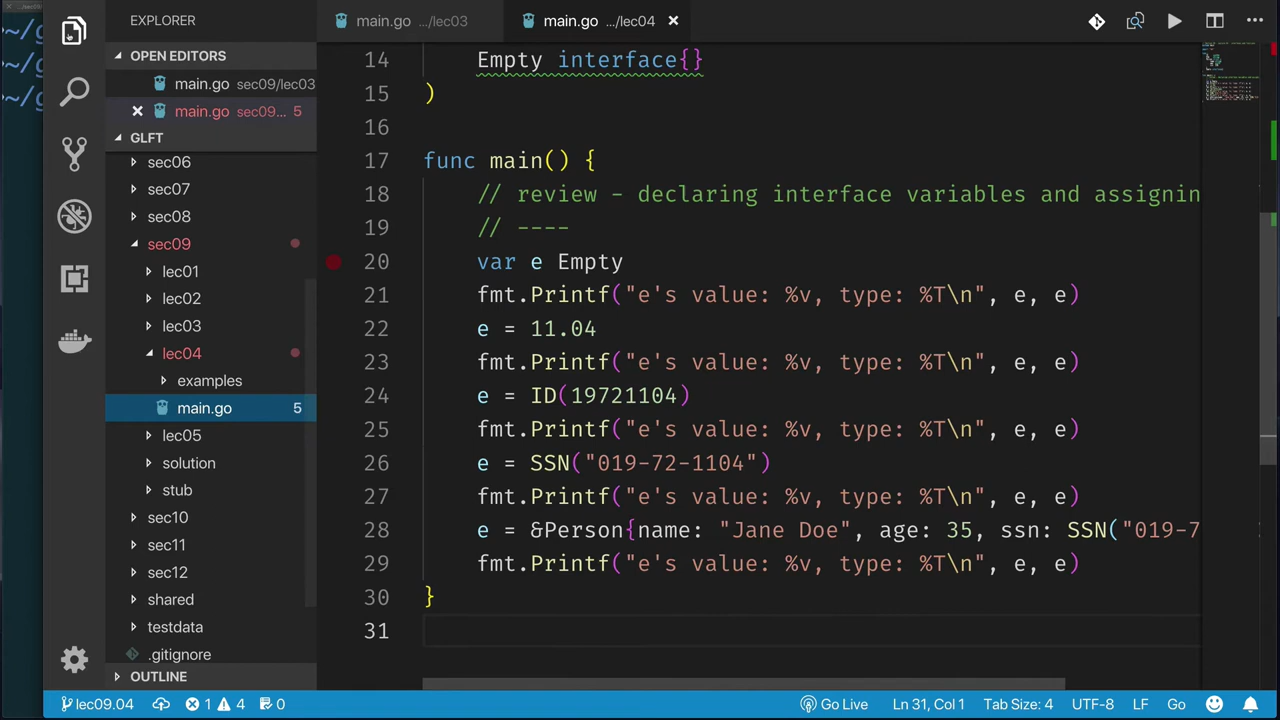 ~/g
~/g
~/g
EXPLORER
OPEN EDITORS
main.go sec09/lec03
main.go sec09... 5
GLFT
sec06
sec07
sec08
sec09
lec01
lec02
lec03
lec04
examples
main.go 5
lec05
solution
stub
sec10
sec11
sec12
shared
testdata
.gitignore
OUTLINE
main.go .../lec03
main.go .../lec04
14 Empty interface{}
15 )
16
17 func main() {
18 // review - declaring interface variables and assignin
19 // ----
20 var e Empty
21 fmt.Printf("e's value: %v, type: %T\n", e, e)
22 e = 11.04
23 fmt.Printf("e's value: %v, type: %T\n", e, e)
24 e = ID(19721104)
25 fmt.Printf("e's value: %v, type: %T\n", e, e)
26 e = SSN("019-72-1104")
27 fmt.Printf("e's value: %v, type: %T\n", e, e)
28 e = &Person{name: "Jane Doe", age: 35, ssn: SSN("019-7
29 fmt.Printf("e's value: %v, type: %T\n", e, e)
30 }
31
lec09.04 1 4 0 Go Live Ln 31, Col 1 Tab Size: 4 UTF-8 LF Go